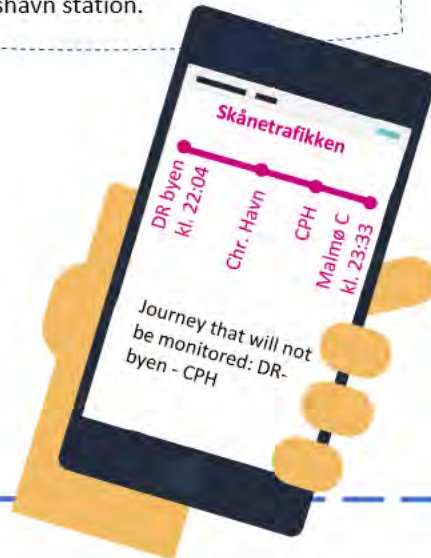 shavn station.
Skånetrafikken
DR byen
kl. 22:04
Chr. Havn
CPH
Malmø C
kl. 23:33
Journey that will not
be monitored: DR-
byen - CPH